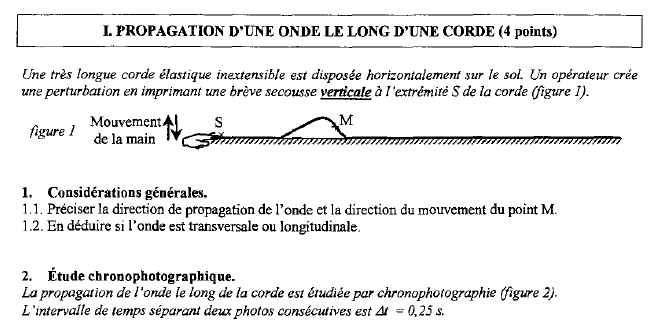 I. PROPAGATION D'UNE ONDE LE LONG D'UNE CORDE (4 points)
Une très longue corde élastique inextensible est disposée horizontalement sur le sol. Un opérateur crée
une perturbation en imprimant une brève secousse verticale à l'extrémité S de la corde (figure 1).
figure 1
Mouvement
de la main
S
M
1. Considérations générales.
1.1. Préciser la direction de propagation de l'onde et la direction du mouvement du point M.
1.2. En déduire si l'onde est transversale ou longitudinale.
2. Étude chronophotographique.
La propagation de l'onde le long de la corde est étudiée par chronophotographie (figure 2).
L'intervalle de temps séparant deux photos consécutives est Δt = 0,25 s.